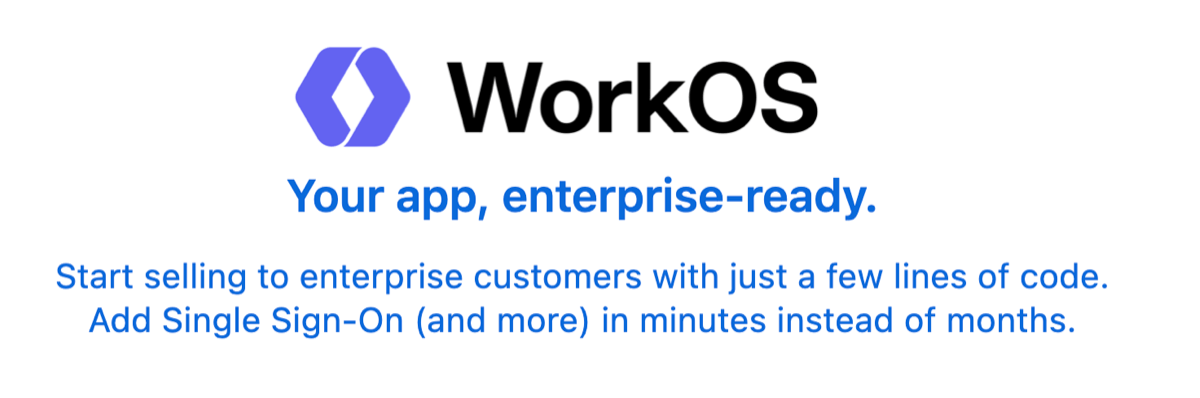 WorkOS
Your app, enterprise-ready.
Start selling to enterprise customers with just a few lines of code.
Add Single Sign-On (and more) in minutes instead of months.